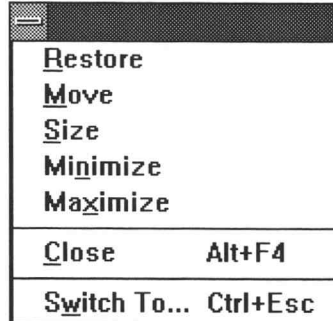 Restore
Move
Size
Minimize
Maximize
Close Alt+F4
Switch To... Ctrl+Esc